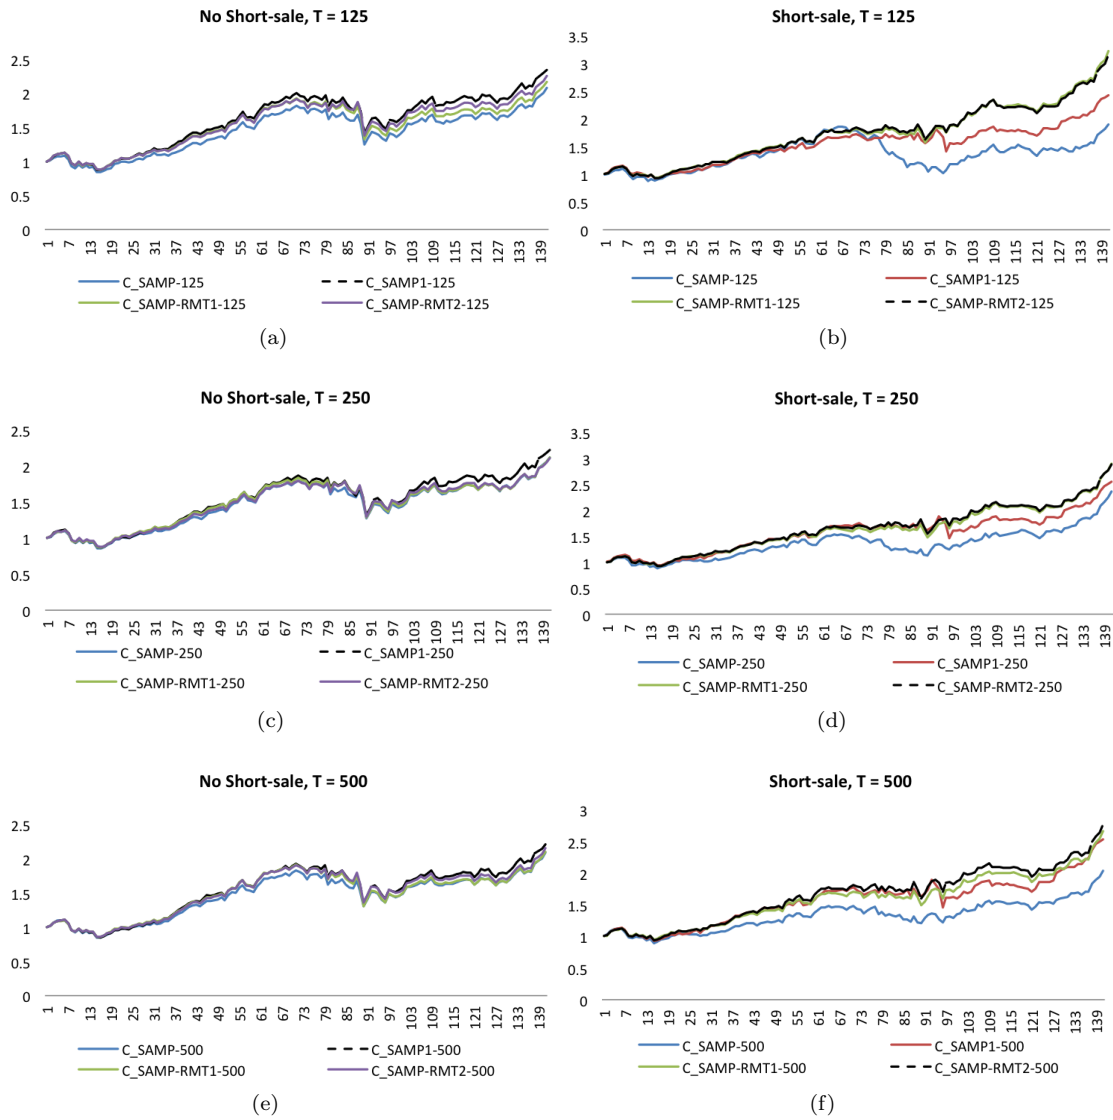 No Short-sale, T = 125
2.5
2
1.5
1
0.5
0
1 7 13 19 25 31 37 43 49 55 61 67 73 79 85 91 97 103 109 115 121 127 133 139
C_SAMP-125 C_SAMP1-125
C_SAMP-RMT1-125 C_SAMP-RMT2-125
(a)
Short-sale, T = 125
3.5
3
2.5
2
1.5
1
0.5
0
1 7 13 19 25 31 37 43 49 55 61 67 73 79 85 91 97 103 109 115 121 127 133 139
C_SAMP-125 C_SAMP1-125
C_SAMP-RMT1-125 C_SAMP-RMT2-125
(b)
No Short-sale, T = 250
2.5
2
1.5
1
0.5
0
1 7 13 19 25 31 37 43 49 55 61 67 73 79 85 91 97 103 109 115 121 127 133 139
C_SAMP-250 C_SAMP1-250
C_SAMP-RMT1-250 C_SAMP-RMT2-250
(c)
Short-sale, T = 250
3.5
3
2.5
2
1.5
1
0.5
0
1 7 13 19 25 31 37 43 49 55 61 67 73 79 85 91 97 103 109 115 121 127 133 139
C_SAMP-250 C_SAMP1-250
C_SAMP-RMT1-250 C_SAMP-RMT2-250
(d)
No Short-sale, T = 500
2.5
2
1.5
1
0.5
0
1 7 13 19 25 31 37 43 49 55 61 67 73 79 85 91 97 103 109 115 121 127 133 139
C_SAMP-500 C_SAMP1-500
C_SAMP-RMT1-500 C_SAMP-RMT2-500
(e)
Short-sale, T = 500
3
2.5
2
1.5
1
0.5
0
1 7 13 19 25 31 37 43 49 55 61 67 73 79 85 91 97 103 109 115 121 127 133 139
C_SAMP-500 C_SAMP1-500
C_SAMP-RMT1-500 C_SAMP-RMT2-500
(f)